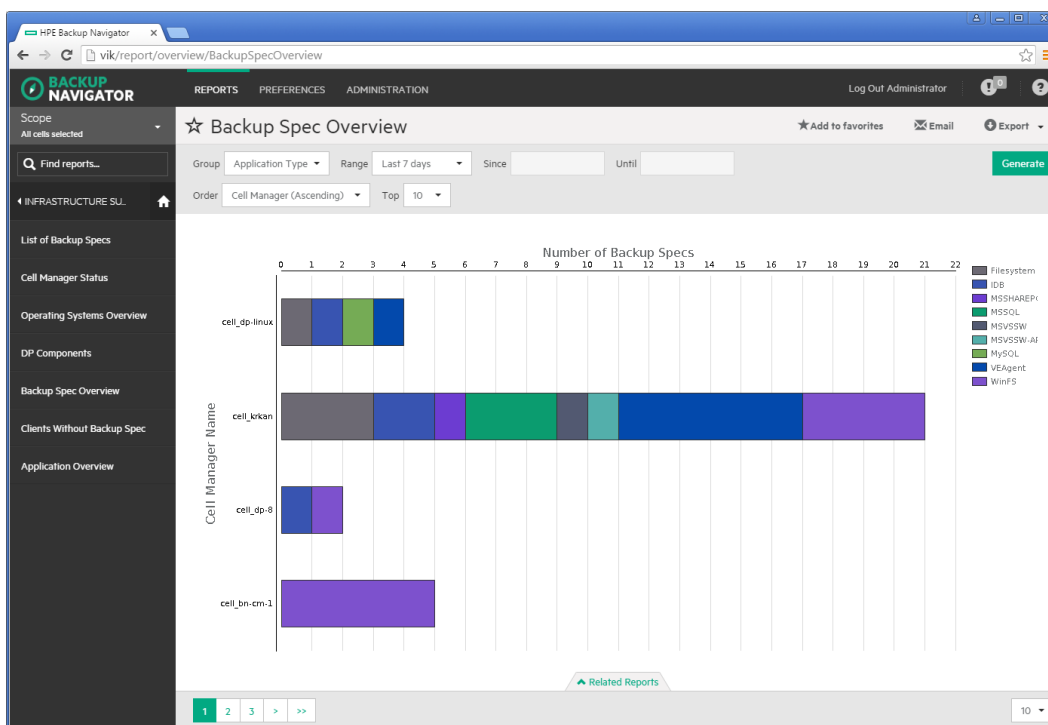 HPE Backup Navigator
vik/report/overview/BackupSpecOverview
BACKUP
NAVIGATOR
REPORTS PREFERENCES ADMINISTRATION
Log Out Administrator
0
Scope
All cells selected
Backup Spec Overview
Add to favorites Email Export
Find reports...
Group Application Type Range Last 7 days Since Until Generate
Order Cell Manager (Ascending) Top 10
INFRASTRUCTURE SU..
List of Backup Specs
Cell Manager Status
Operating Systems Overview
DP Components
Backup Spec Overview
Clients Without Backup Spec
Application Overview
Number of Backup Specs
0 1 2 3 4 5 6 7 8 9 10 11 12 13 14 15 16 17 18 19 20 21 22
Cell Manager Name
cell_dp-linux
cell_krkan
cell_dp-8
cell_bn-cm-1
Filesystem
IDB
MSSHAREPO
MSSQL
MSVSSW
MSVSSW-AP
MySQL
VEAgent
WinFS
Related Reports
1 2 3 > >>
10